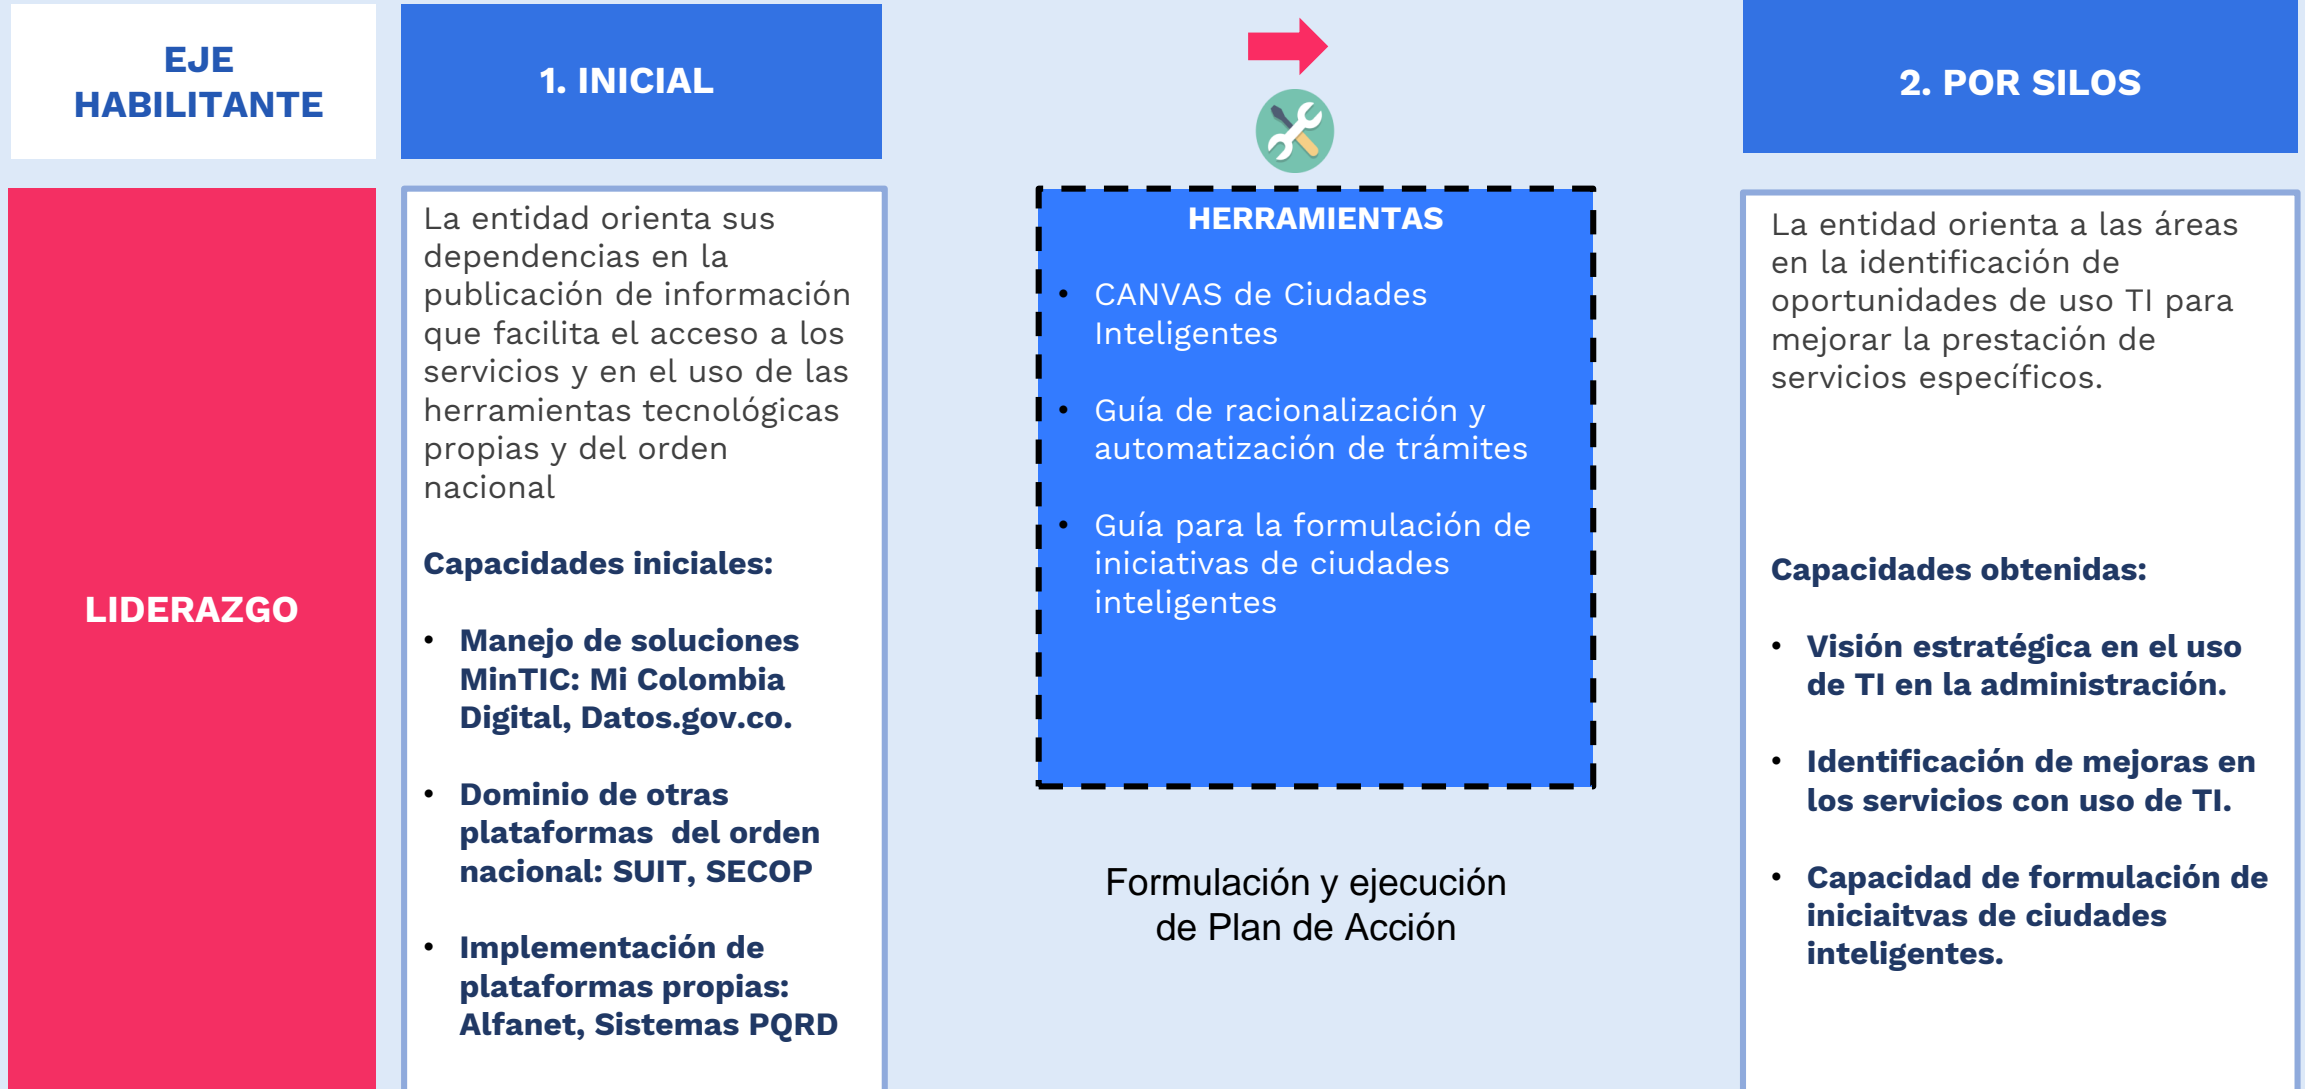 EJE
HABILITANTE
1. INICIAL
2. POR SILOS
LIDERAZGO
La entidad orienta sus
dependencias en la
publicación de información
que facilita el acceso a los
servicios y en el uso de las
herramientas tecnológicas
propias y del orden
nacional
Capacidades iniciales:
• Manejo de soluciones
MinTIC: Mi Colombia
Digital, Datos.gov.co.
• Dominio de otras
plataformas del orden
nacional: SUIT, SECOP
• Implementación de
plataformas propias:
Alfanet, Sistemas PQRD
HERRAMIENTAS
• CANVAS de Ciudades
Inteligentes
• Guía de racionalización y
automatización de trámites
• Guía para la formulación de
iniciativas de ciudades
inteligentes
Formulación y ejecución
de Plan de Acción
La entidad orienta a las áreas
en la identificación de
oportunidades de uso TI para
mejorar la prestación de
servicios específicos.
Capacidades obtenidas:
• Visión estratégica en el uso
de TI en la administración.
• Identificación de mejoras en
los servicios con uso de TI.
• Capacidad de formulación de
iniciaitvas de ciudades
inteligentes.